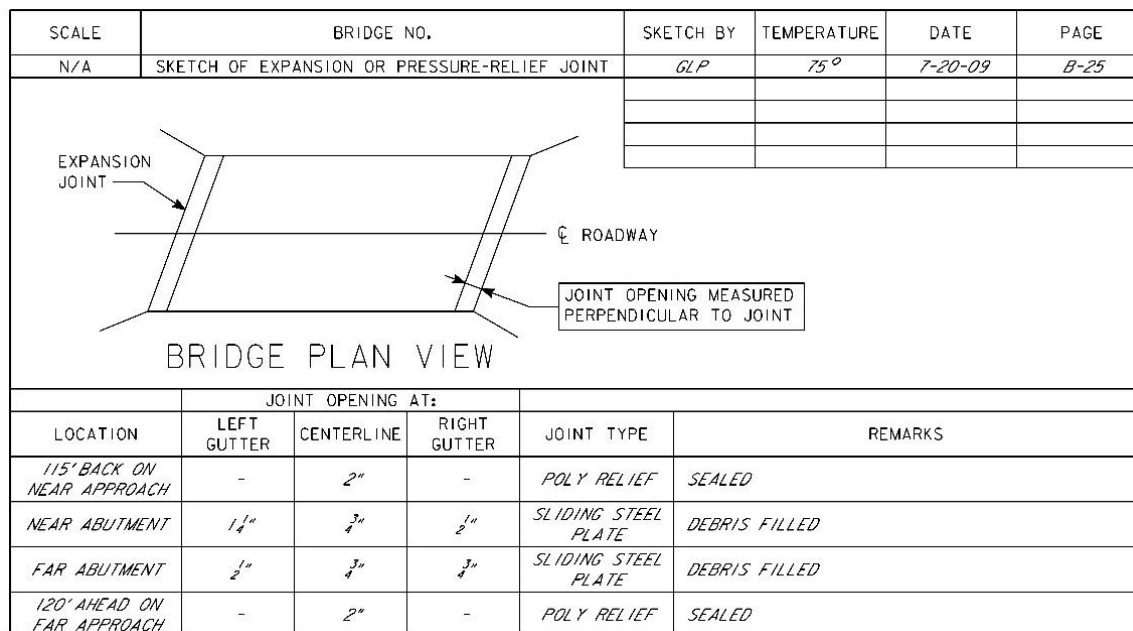 SCALE BRIDGE NO. SKETCH BY TEMPERATURE DATE PAGE
N/A SKETCH OF EXPANSION OR PRESSURE-RELIEF JOINT GLP 75° 7-20-09 B-25
EXPANSION
JOINT
℄ ROADWAY
JOINT OPENING MEASURED
PERPENDICULAR TO JOINT
BRIDGE PLAN VIEW
JOINT OPENING AT:
LOCATION LEFT GUTTER CENTERLINE RIGHT GUTTER JOINT TYPE REMARKS
115' BACK ON NEAR APPROACH - 2" - POLY RELIEF SEALED
NEAR ABUTMENT 1 1/4" 3/4" 1/2" SLIDING STEEL PLATE DEBRIS FILLED
FAR ABUTMENT 1/2" 3/4" 3/4" SLIDING STEEL PLATE DEBRIS FILLED
120' AHEAD ON FAR APPROACH - 2" - POLY RELIEF SEALED